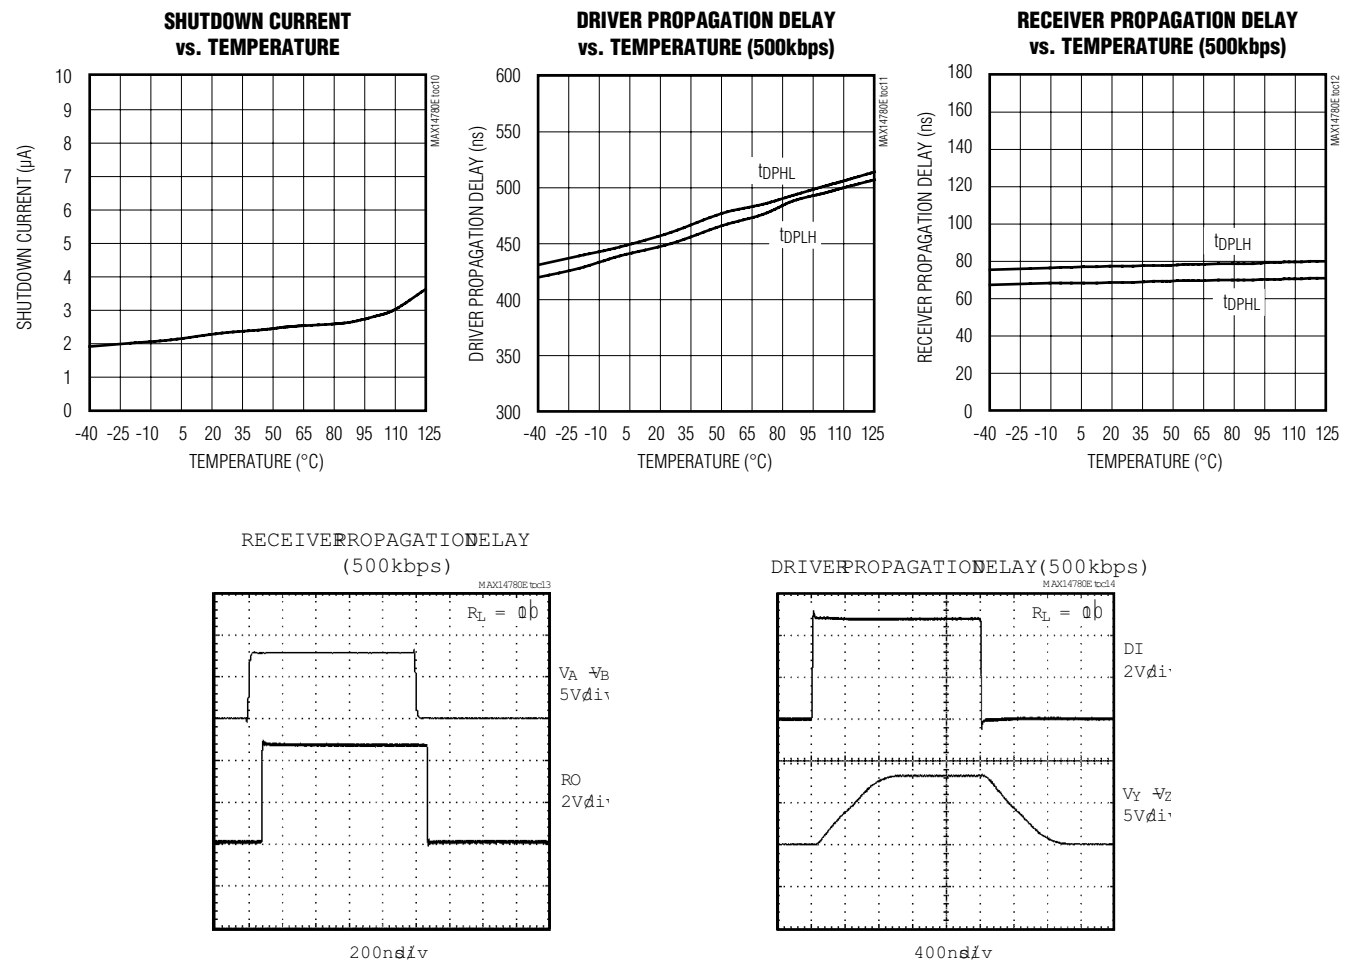 SHUTDOWN CURRENT
vs. TEMPERATURE
10
9
8
7
6
5
4
3
2
1
0
SHUTDOWN CURRENT (µA)
-40 -25 -10 5 20 35 50 65 80 95 110 125
TEMPERATURE (°C)
MAX14780E toc10
DRIVER PROPAGATION DELAY
vs. TEMPERATURE (500kbps)
600
550
500
450
400
350
300
DRIVER PROPAGATION DELAY (ns)
tDPHL
tDPLH
-40 -25 -10 5 20 35 50 65 80 95 110 125
TEMPERATURE (°C)
MAX14780E toc11
RECEIVER PROPAGATION DELAY
vs. TEMPERATURE (500kbps)
180
160
140
120
100
80
60
40
20
0
RECEIVER PROPAGATION DELAY (ns)
tDPLH
tDPHL
-40 -25 -10 5 20 35 50 65 80 95 110 125
TEMPERATURE (°C)
MAX14780E toc12
RECEIVER PROPAGATION DELAY
(500kbps)
MAX14780E toc13
RL =
VA - VB
5V/div
RO
2V/div
200ns/div
DRIVER PROPAGATION DELAY (500kbps)
MAX14780E toc14
RL =
DI
2V/div
VY - VZ
5V/div
400ns/div